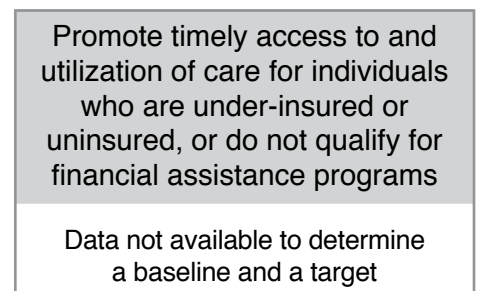 Promote timely access to and
utilization of care for individuals
who are under-insured or
uninsured, or do not qualify for
financial assistance programs
Data not available to determine
a baseline and a target